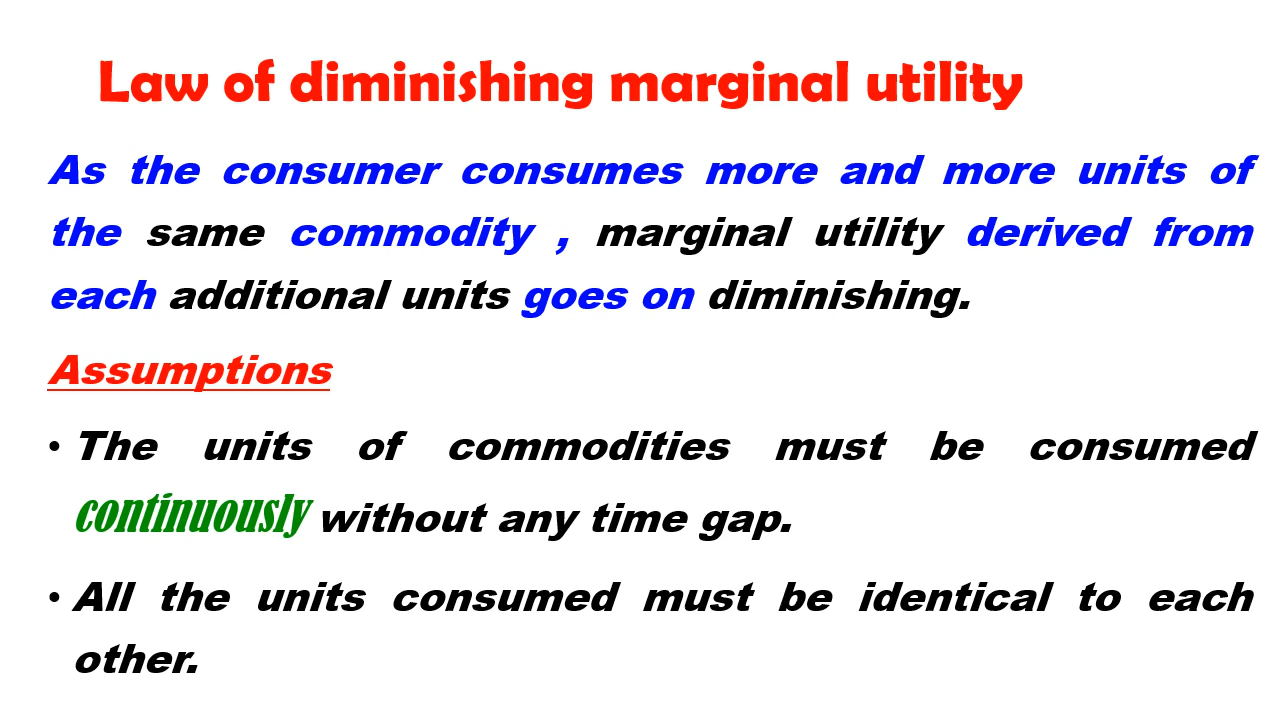 Law of diminishing marginal utility
As the consumer consumes more and more units of
the same commodity , marginal utility derived from
each additional units goes on diminishing.
Assumptions
• The units of commodities must be consumed
continuously without any time gap.
• All the units consumed must be identical to each
other.